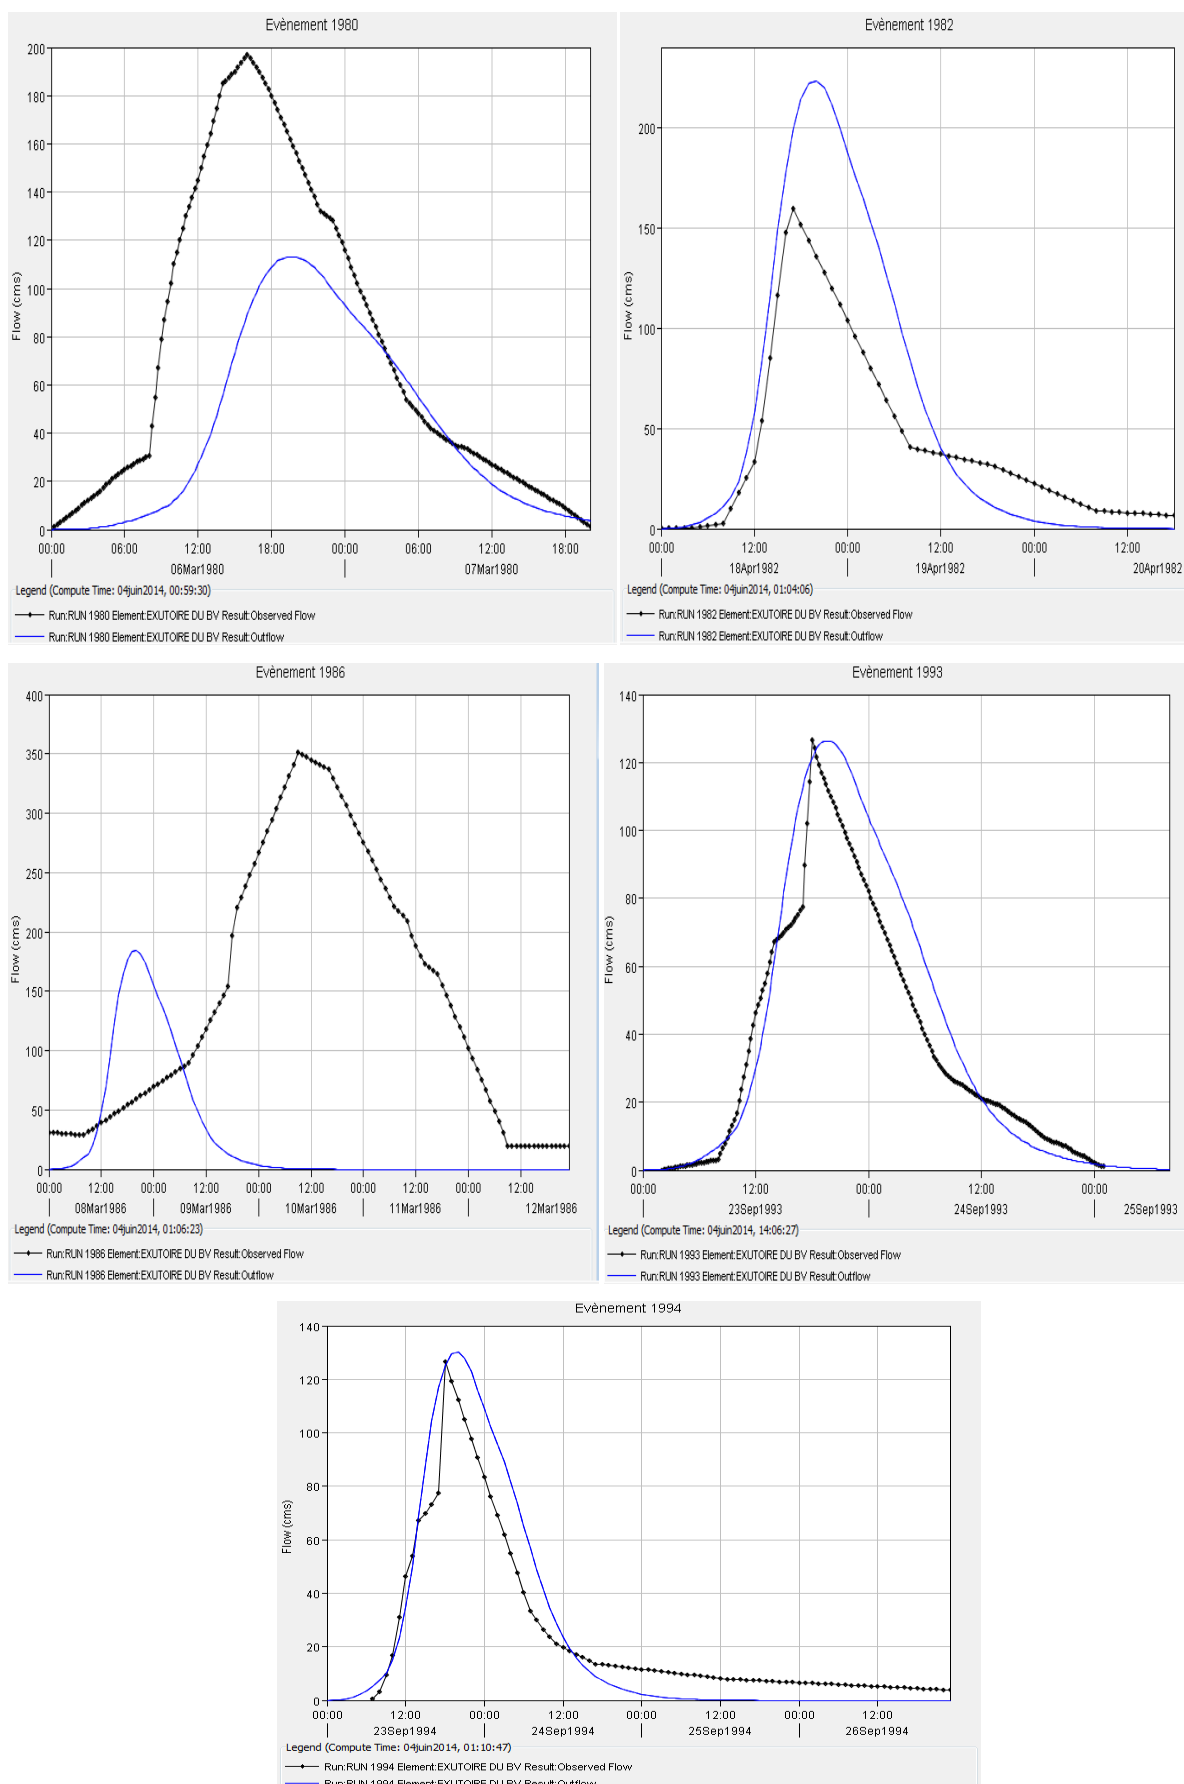 Evènement 1980
200
180
160
140
120
100
80
60
40
20
0
Flow (cms)
00:00 06:00 12:00 18:00 00:00 06:00 12:00 18:00
06Mar1980 07Mar1980
Legend (Compute Time: 04juin2014, 00:59:30)
Run:RUN 1980 Element:EXUTOIRE DU BV Result:Observed Flow
Run:RUN 1980 Element:EXUTOIRE DU BV Result:Outflow
Evènement 1982
200
150
100
50
0
Flow (cms)
00:00 12:00 00:00 12:00 00:00 12:00
18Apr1982 19Apr1982 20Apr1982
Legend (Compute Time: 04juin2014, 01:04:06)
Run:RUN 1982 Element:EXUTOIRE DU BV Result:Observed Flow
Run:RUN 1982 Element:EXUTOIRE DU BV Result:Outflow
Evènement 1986
400
350
300
250
200
150
100
50
0
Flow (cms)
00:00 12:00 00:00 12:00 00:00 12:00 00:00 12:00 00:00 12:00
08Mar1986 09Mar1986 10Mar1986 11Mar1986 12Mar1986
Legend (Compute Time: 04juin2014, 01:06:23)
Run:RUN 1986 Element:EXUTOIRE DU BV Result:Observed Flow
Run:RUN 1986 Element:EXUTOIRE DU BV Result:Outflow
Evènement 1993
140
120
100
80
60
40
20
0
Flow (cms)
00:00 12:00 00:00 12:00 00:00
23Sep1993 24Sep1993 25Sep1993
Legend (Compute Time: 04juin2014, 14:06:27)
Run:RUN 1993 Element:EXUTOIRE DU BV Result:Observed Flow
Run:RUN 1993 Element:EXUTOIRE DU BV Result:Outflow
Evènement 1994
140
120
100
80
60
40
20
0
Flow (cms)
00:00 12:00 00:00 12:00 00:00 12:00 00:00 12:00
23Sep1994 24Sep1994 25Sep1994 26Sep1994
Legend (Compute Time: 04juin2014, 01:10:47)
Run:RUN 1994 Element:EXUTOIRE DU BV Result:Observed Flow
Run:RUN 1994 Element:EXUTOIRE DU BV Result:Outflow